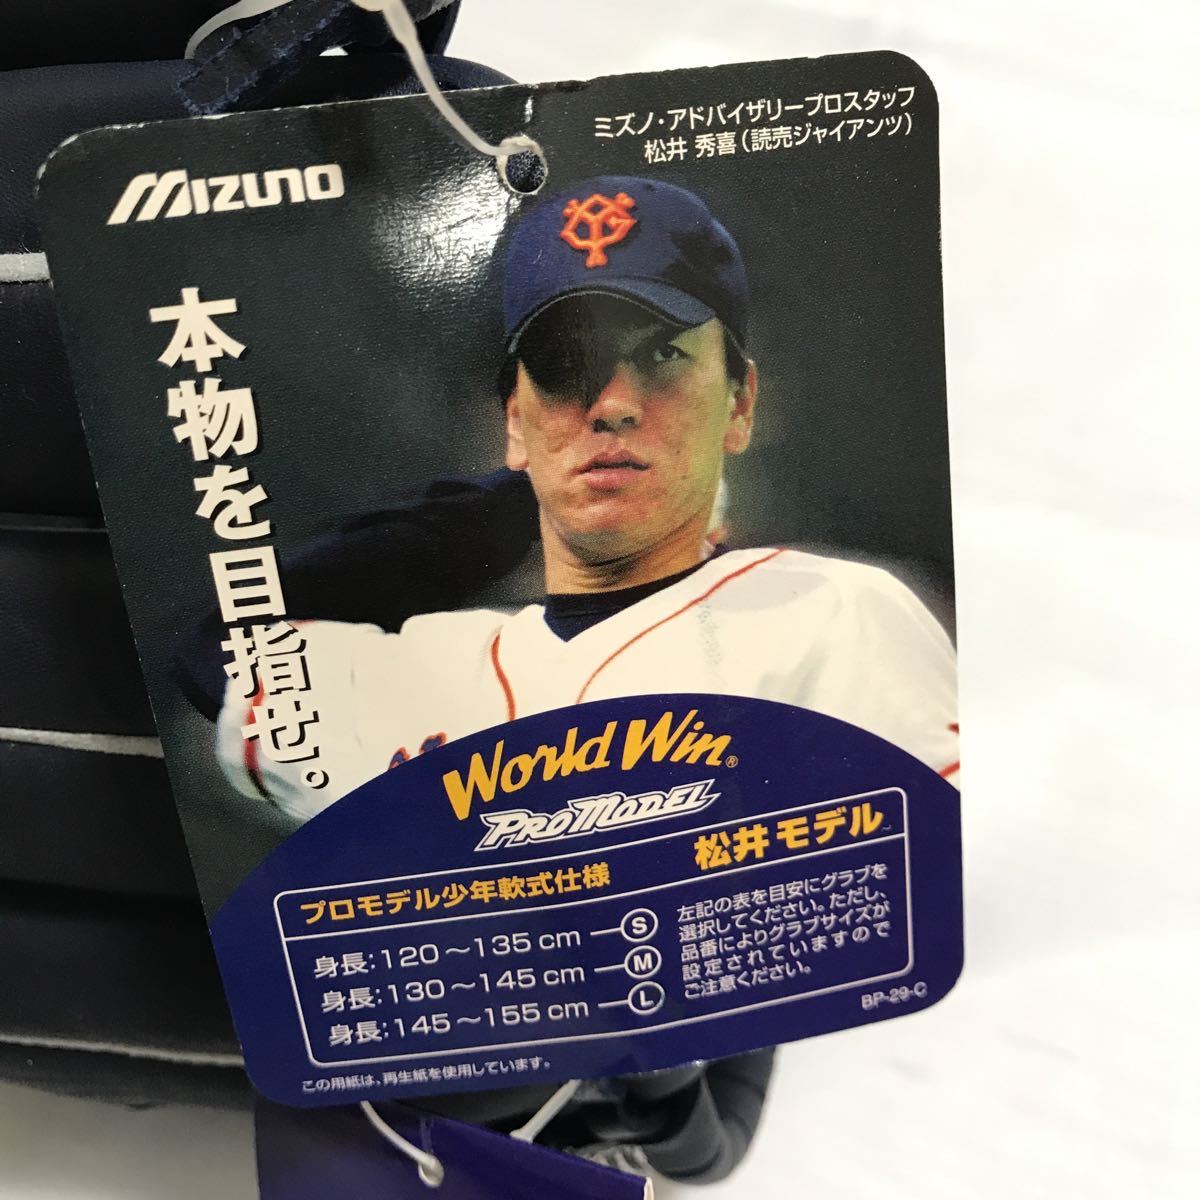 ミズノ・アドバイザリープロスタッフ
松井 秀喜(読売ジャイアンツ)
MIZUNO
本物を目指せ。
World Win®
PRO MODEL
プロモデル少年軟式仕様
松井モデル
身長:120～135cm Ⓢ
身長:130～145cm Ⓜ
身長:145～155cm Ⓛ
左記の表を目安にグラブを
選択してください。ただし、
品番によりグラブサイズが
設定されていますので
ご注意ください。
BP-29-C
この用紙は、再生紙を使用しています。